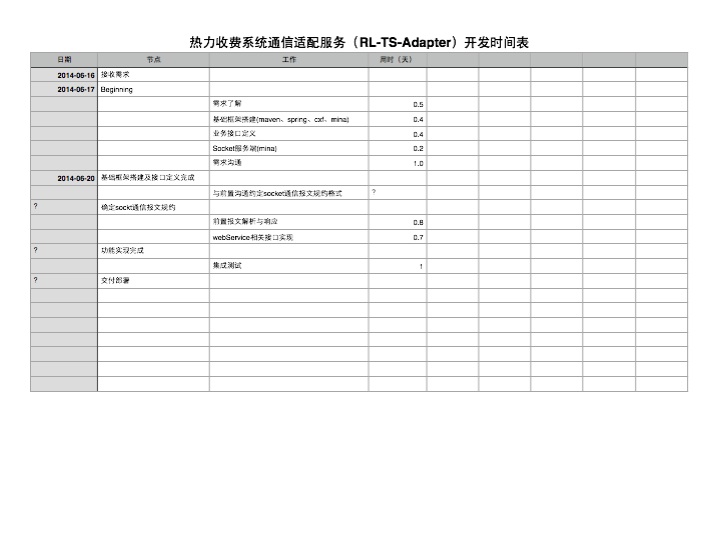 热力收费系统通信适配服务（RL-TS-Adapter）开发时间表
日期 节点 工作 用时（天）
2014-06-16 接收需求
2014-06-17 Beginning
需求了解 0.5
基础框架搭建(maven、spring、cxf、mina) 0.4
业务接口定义 0.4
Socket服务端(mina) 0.2
需求沟通 1.0
2014-06-20 基础框架搭建及接口定义完成
与前置沟通约定socket通信报文规约格式 ?
? 确定sockt通信报文规约
前置报文解析与响应 0.8
webService相关接口实现 0.7
? 功能实现完成
集成测试 1
? 交付部署